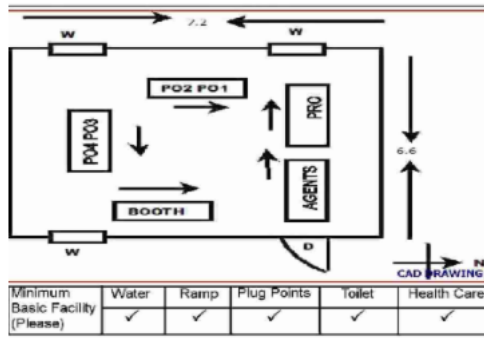 7.2
W
W
PO2 PO1
PRO
PO4 PO3
6.6
AGENTS
BOOTH
W
D
N
CAD DRAWING
Minimum Basic Facility (Please)
Water
Ramp
Plug Points
Toilet
Health Care
✓ ✓ ✓ ✓ ✓